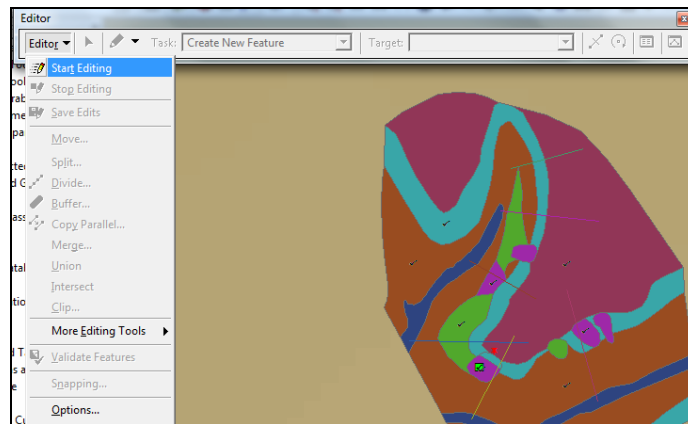 Editor
Editor Task: Create New Feature Target:
Start Editing
Stop Editing
Save Edits
Move...
Split...
Divide...
Buffer...
Copy Parallel...
Merge...
Union
Intersect
Clip...
More Editing Tools
Validate Features
Snapping...
Options...